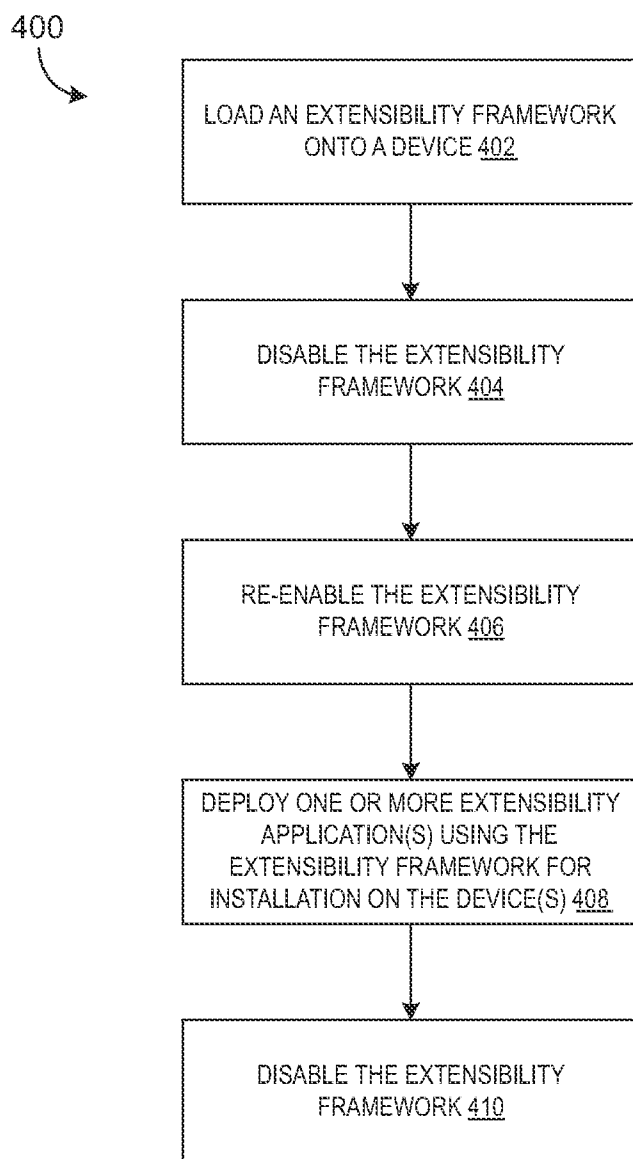 400
LOAD AN EXTENSIBILITY FRAMEWORK
ONTO A DEVICE 402
DISABLE THE EXTENSIBILITY
FRAMEWORK 404
RE-ENABLE THE EXTENSIBILITY
FRAMEWORK 406
DEPLOY ONE OR MORE EXTENSIBILITY
APPLICATION(S) USING THE
EXTENSIBILITY FRAMEWORK FOR
INSTALLATION ON THE DEVICE(S) 408
DISABLE THE EXTENSIBILITY
FRAMEWORK 410